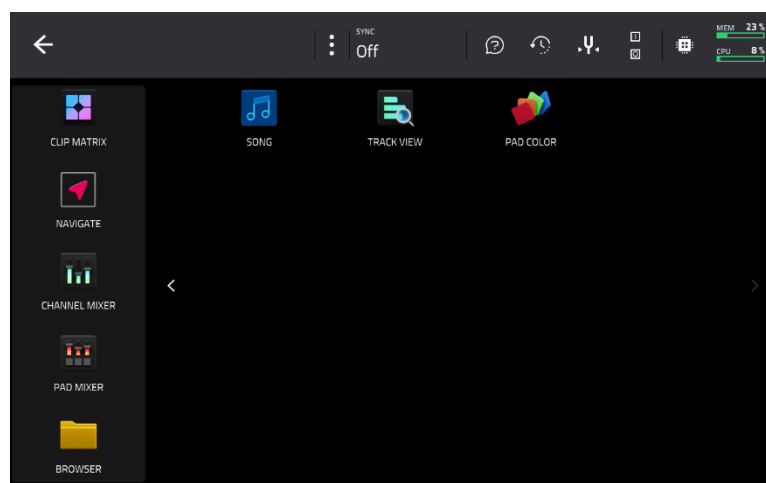 SYNC
Off
MEM 23 %
CPU 8 %
CLIP MATRIX
SONG
TRACK VIEW
PAD COLOR
NAVIGATE
CHANNEL MIXER
PAD MIXER
BROWSER